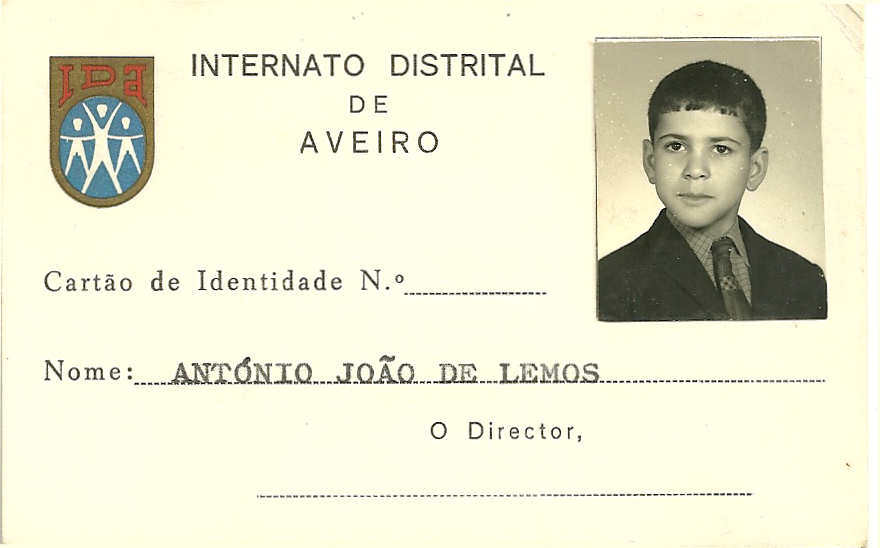 IDA
INTERNATO DISTRITAL
DE
AVEIRO
Cartão de Identidade N.º
Nome: ANTÓNIO JOÃO DE LEMOS
O Director,